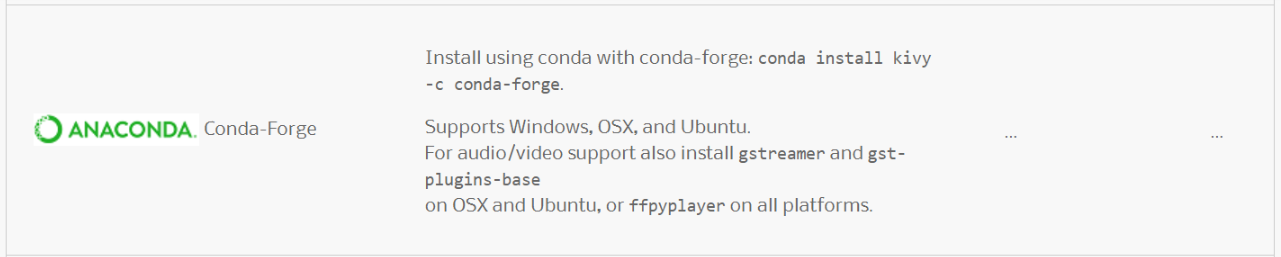 Install using conda with conda-forge: conda install kivy
-c conda-forge.
ANACONDA. Conda-Forge
Supports Windows, OSX, and Ubuntu.
For audio/video support also install gstreamer and gst-
plugins-base
on OSX and Ubuntu, or ffpyplayer on all platforms.
...
...